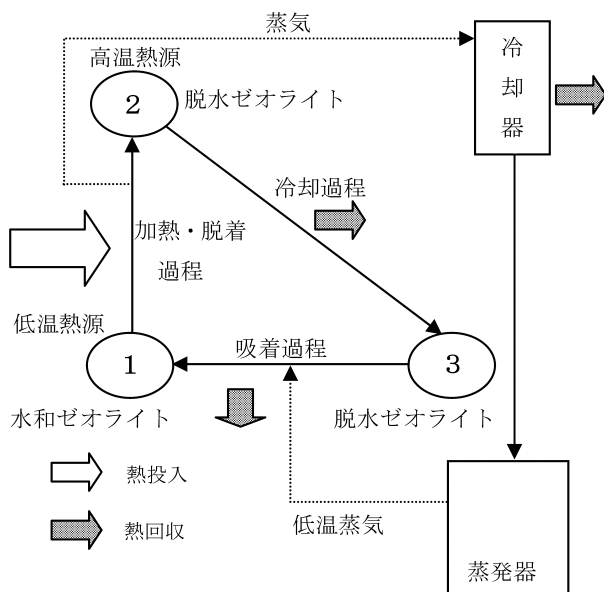 蒸気
高温熱源
2
脱水ゼオライト
冷
却
器
冷却過程
加熱・脱着
過程
低温熱源
吸着過程
1
3
水和ゼオライト
脱水ゼオライト
熱投入
低温蒸気
熱回収
蒸発器